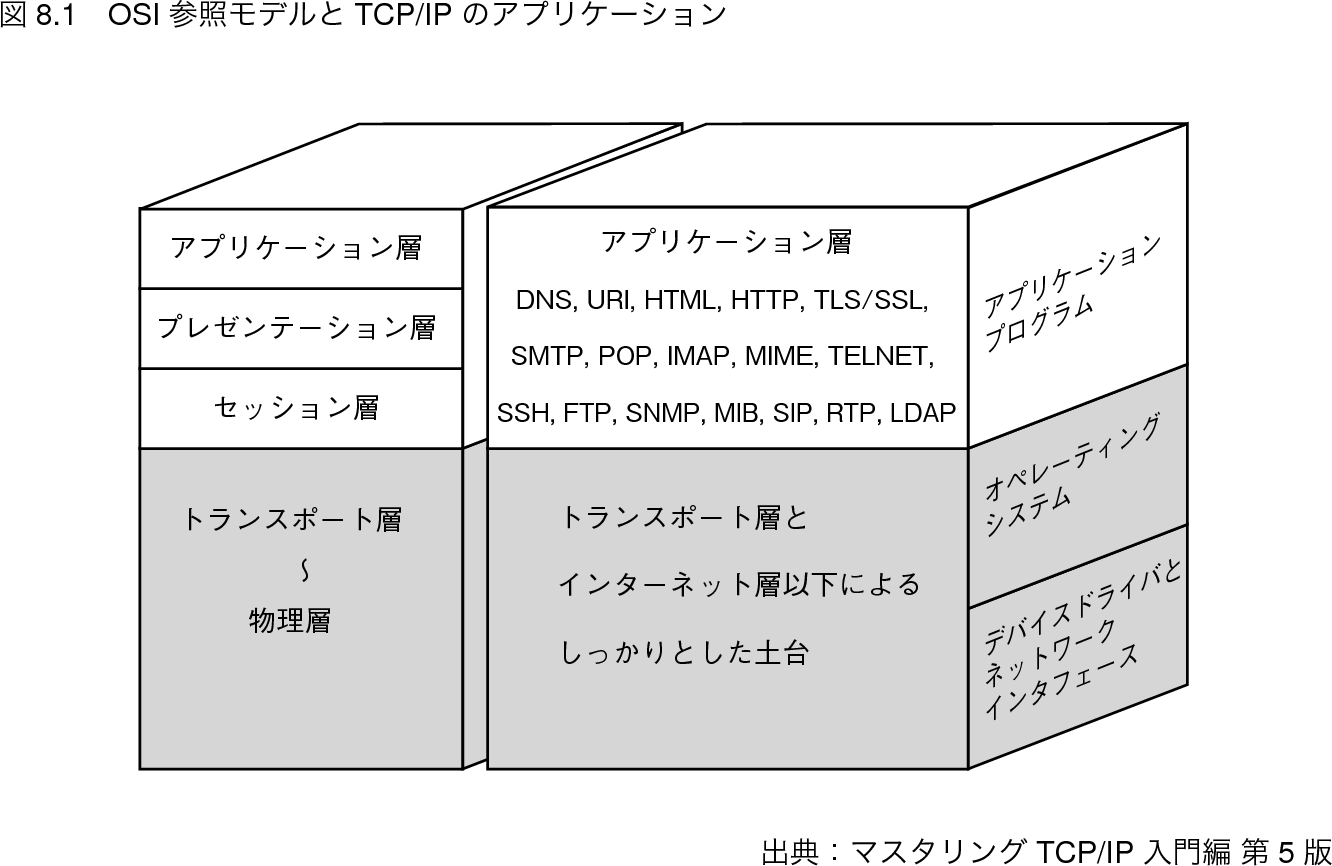 図 8.1　OSI 参照モデルと TCP/IP のアプリケーション
アプリケーション層
プレゼンテーション層
セッション層
トランスポート層
〜
物理層
アプリケーション層
DNS, URI, HTML, HTTP, TLS/SSL,
SMTP, POP, IMAP, MIME, TELNET,
SSH, FTP, SNMP, MIB, SIP, RTP, LDAP
トランスポート層と
インターネット層以下による
しっかりとした土台
アプリケーション
プログラム
オペレーティング
システム
デバイスドライバと
ネットワーク
インタフェース
出典：マスタリング TCP/IP 入門編 第 5 版